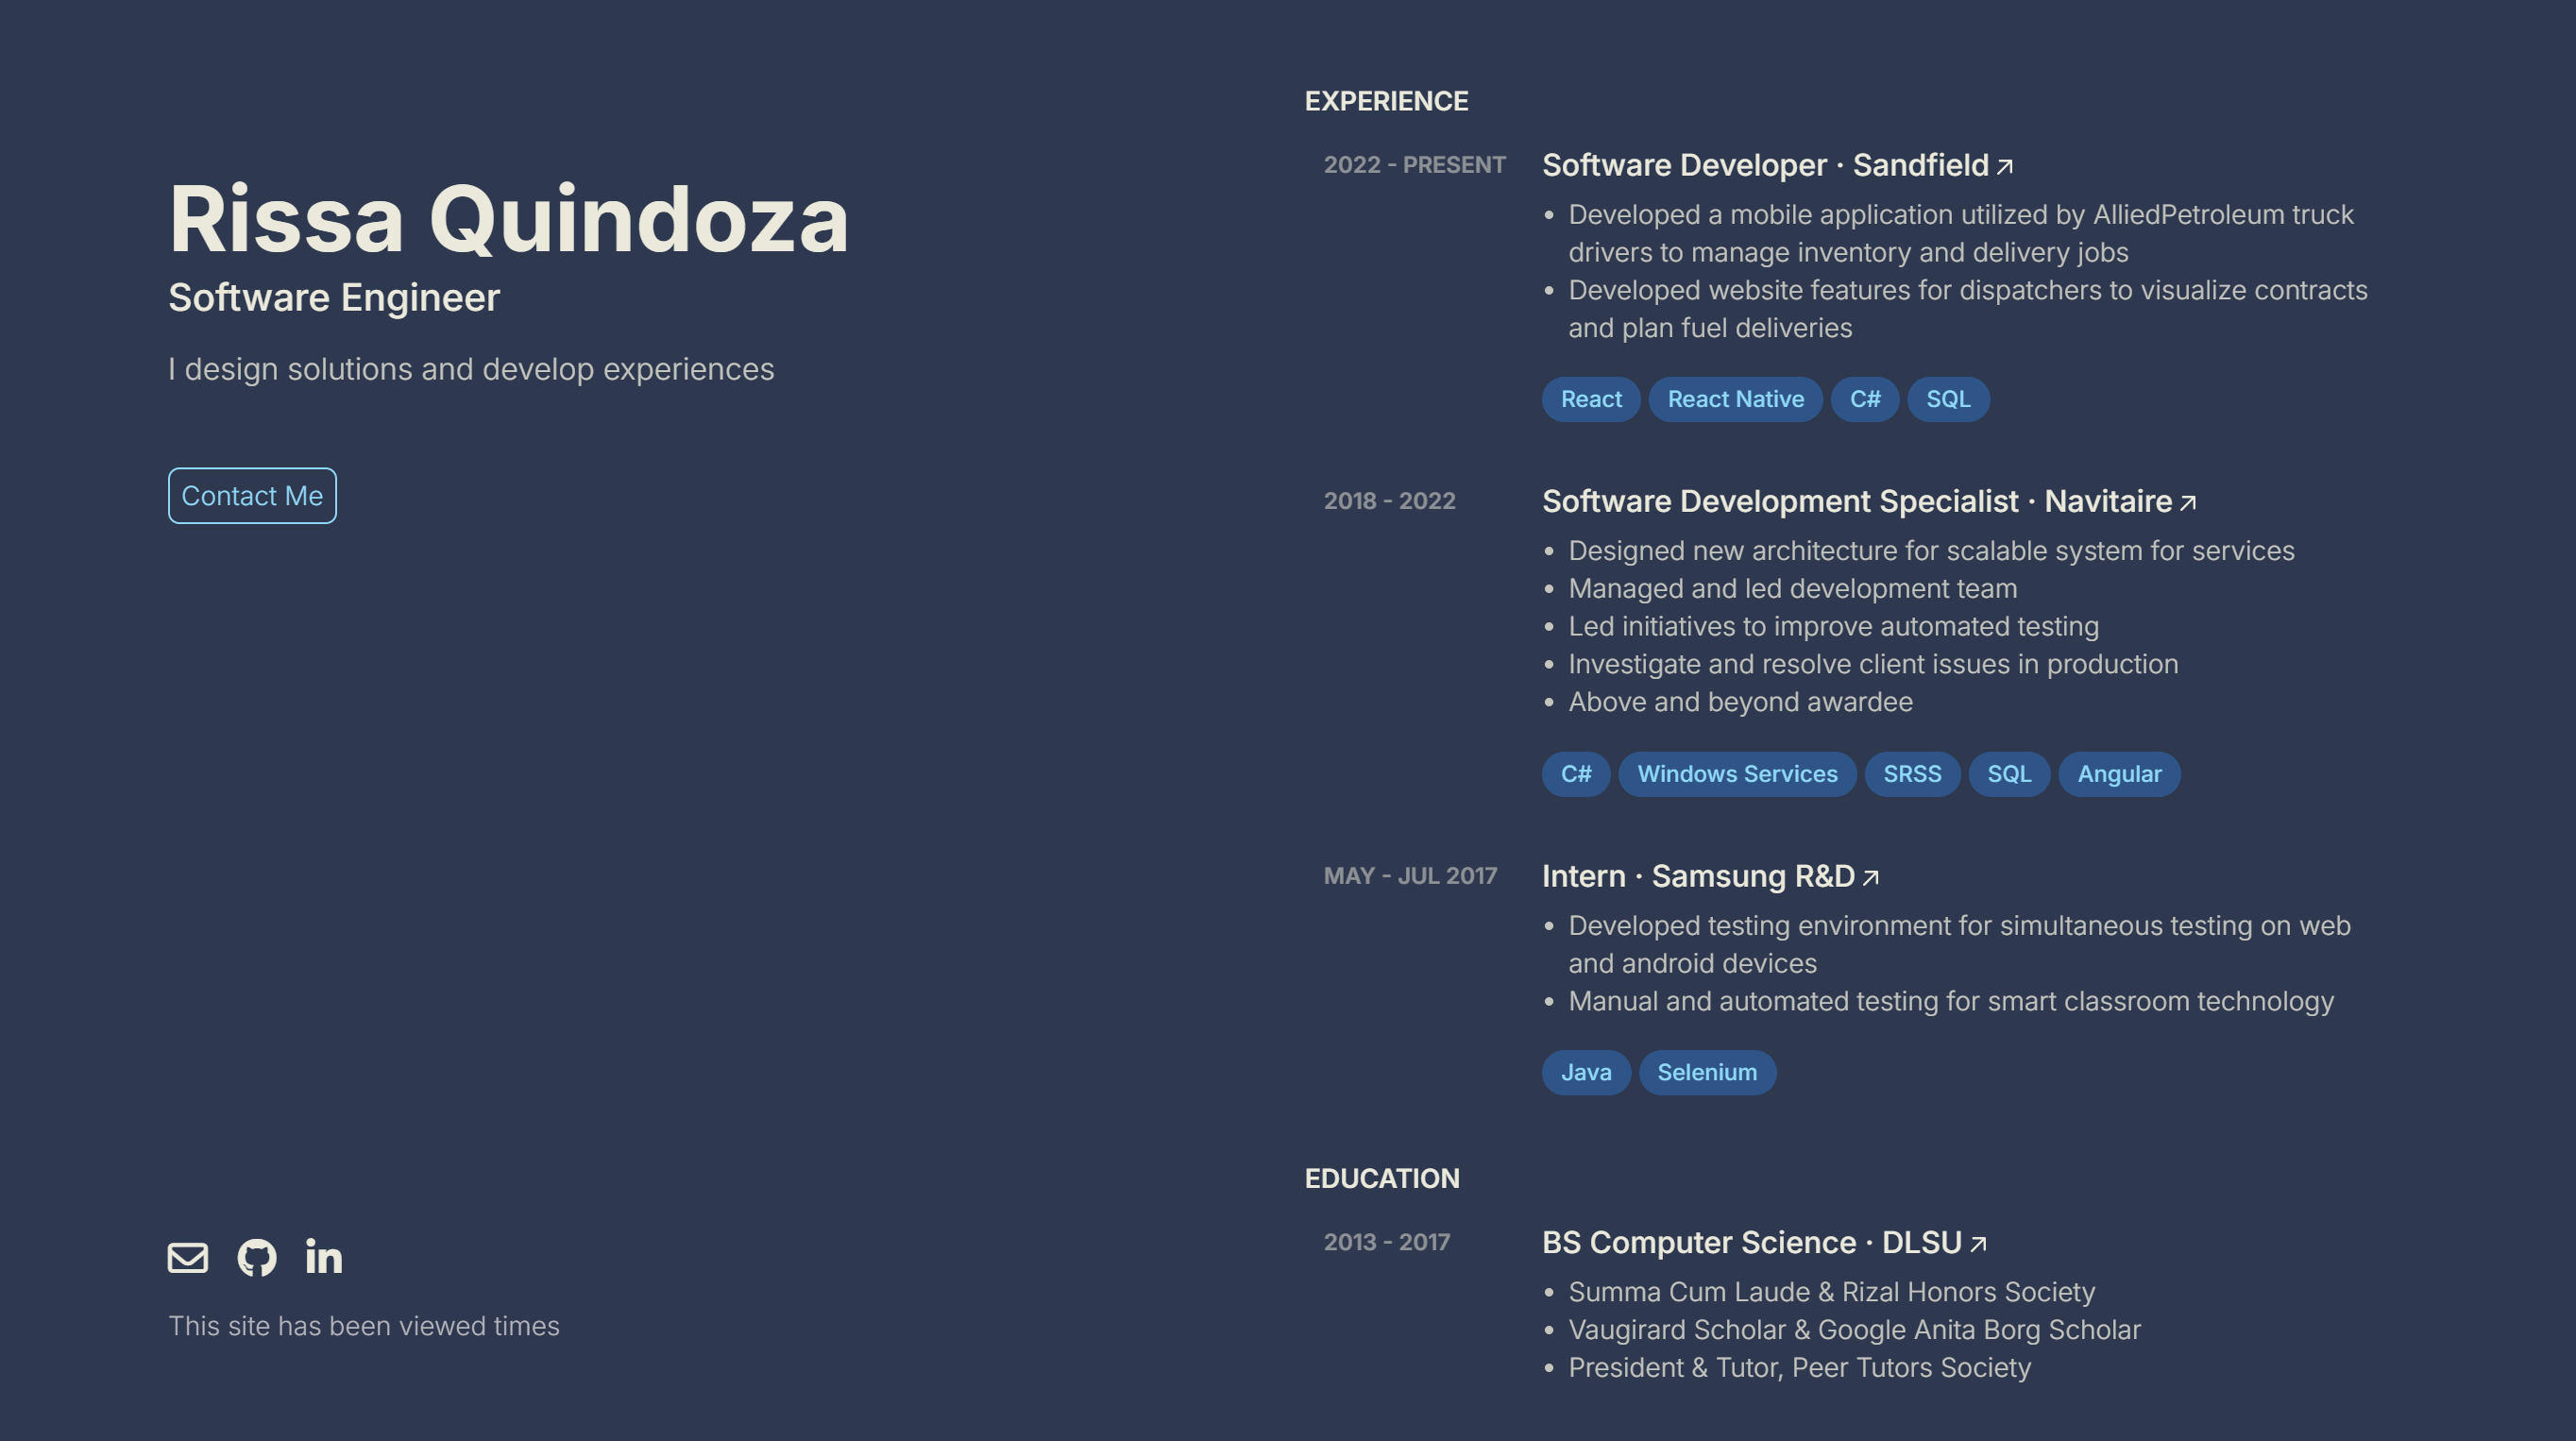 Rissa Quindoza
Software Engineer
I design solutions and develop experiences
Contact Me
This site has been viewed times
EXPERIENCE
2022 - PRESENT
Software Developer · Sandfield
• Developed a mobile application utilized by AlliedPetroleum truck
drivers to manage inventory and delivery jobs
• Developed website features for dispatchers to visualize contracts
and plan fuel deliveries
React React Native C# SQL
2018 - 2022
Software Development Specialist · Navitaire
• Designed new architecture for scalable system for services
• Managed and led development team
• Led initiatives to improve automated testing
• Investigate and resolve client issues in production
• Above and beyond awardee
C# Windows Services SRSS SQL Angular
MAY - JUL 2017
Intern · Samsung R&D
• Developed testing environment for simultaneous testing on web
and android devices
• Manual and automated testing for smart classroom technology
Java Selenium
EDUCATION
2013 - 2017
BS Computer Science · DLSU
• Summa Cum Laude & Rizal Honors Society
• Vaugirard Scholar & Google Anita Borg Scholar
• President & Tutor, Peer Tutors Society